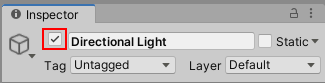 Inspector
Directional Light Static
Tag Untagged Layer Default